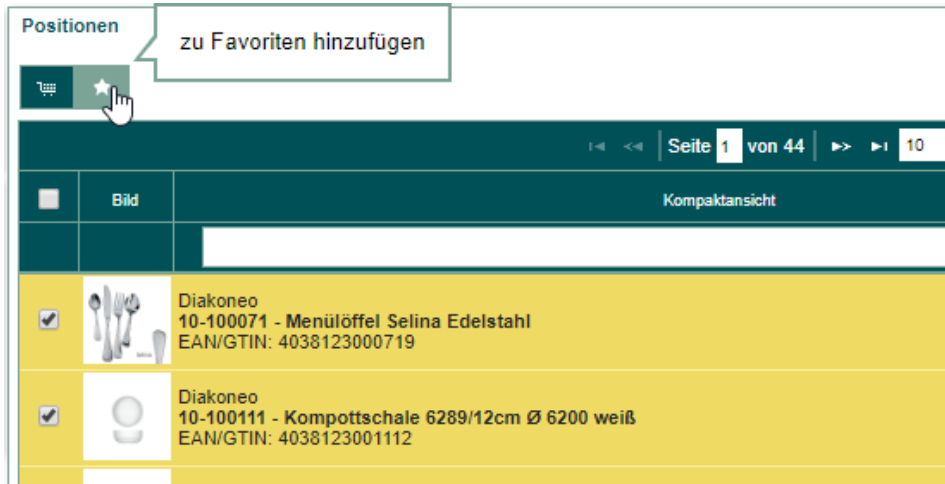 Positionen
zu Favoriten hinzufügen
Seite 1 von 44 10
Bild Kompaktansicht
Diakoneo
10-100071 - Menülöffel Selina Edelstahl
EAN/GTIN: 4038123000719
Diakoneo
10-100111 - Kompottschale 6289/12cm Ø 6200 weiß
EAN/GTIN: 4038123001112